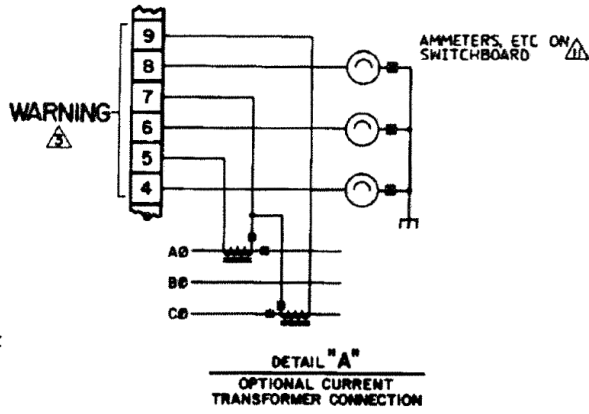 9
8
7
6
5
4
WARNING
3
AMMETERS, ETC ON 11
SWITCHBOARD
AØ
BØ
CØ
DETAIL "A"
OPTIONAL CURRENT
TRANSFORMER CONNECTION